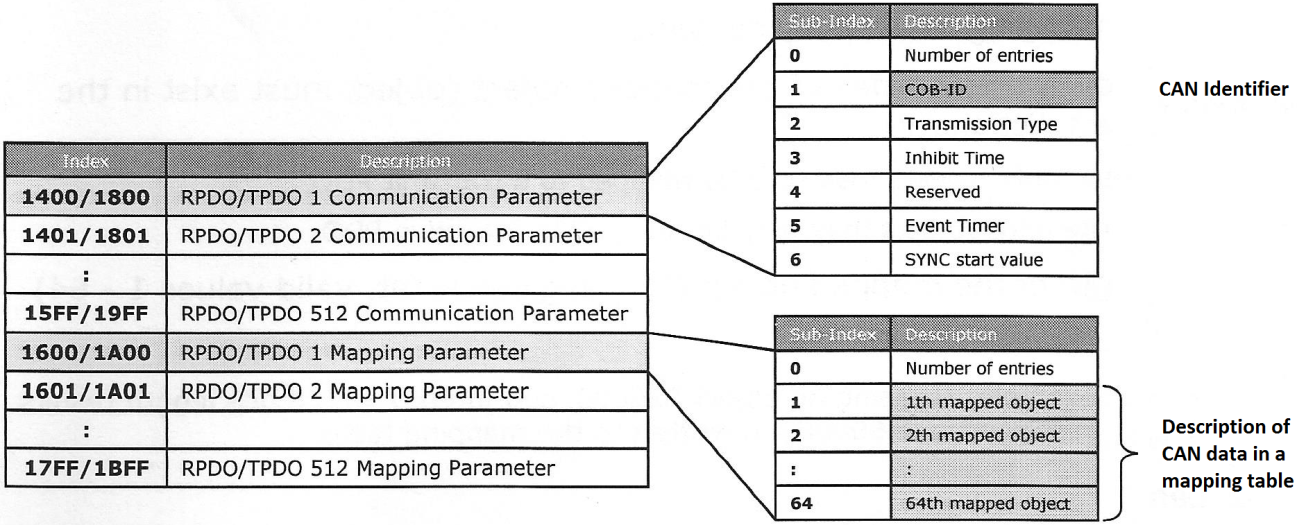 Index Description
1400/1800 RPDO/TPDO 1 Communication Parameter
1401/1801 RPDO/TPDO 2 Communication Parameter
:
15FF/19FF RPDO/TPDO 512 Communication Parameter
1600/1A00 RPDO/TPDO 1 Mapping Parameter
1601/1A01 RPDO/TPDO 2 Mapping Parameter
:
17FF/1BFF RPDO/TPDO 512 Mapping Parameter
Sub-Index Description
0 Number of entries
1 COB-ID
2 Transmission Type
3 Inhibit Time
4 Reserved
5 Event Timer
6 SYNC start value
CAN Identifier
Sub-Index Description
0 Number of entries
1 1th mapped object
2 2th mapped object
: :
64 64th mapped object
Description of
CAN data in a
mapping table